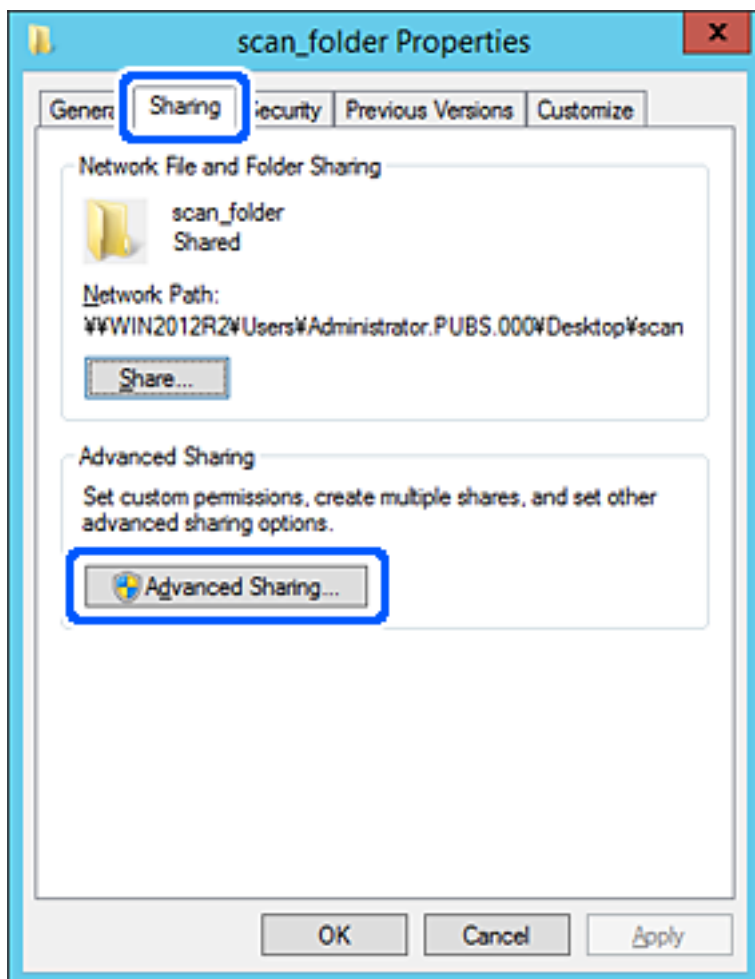 scan_folder Properties
x
General Sharing Security Previous Versions Customize
Network File and Folder Sharing
scan_folder
Shared
Network Path:
¥¥WIN2012R2¥Users¥Administrator.PUBS.000¥Desktop¥scan
Share...
Advanced Sharing
Set custom permissions, create multiple shares, and set other
advanced sharing options.
Advanced Sharing...
OK Cancel Apply